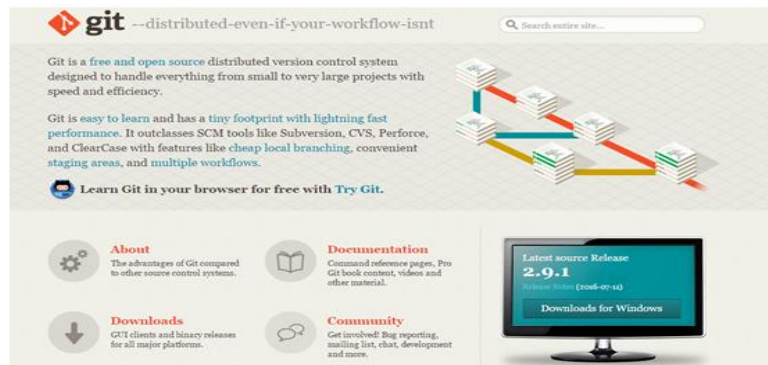 git --distributed-even-if-your-workflow-isnt
Search entire site...
Git is a free and open source distributed version control system
designed to handle everything from small to very large projects with
speed and efficiency.
Git is easy to learn and has a tiny footprint with lightning fast
performance. It outclasses SCM tools like Subversion, CVS, Perforce,
and ClearCase with features like cheap local branching, convenient
staging areas, and multiple workflows.
Learn Git in your browser for free with Try Git.
About
The advantages of Git compared
to other source control systems.
Documentation
Command reference pages, Pro
Git book content, videos and
other material.
Downloads
GUI clients and binary releases
for all major platforms.
Community
Get involved! Bug reporting,
mailing list, chat, development
and more.
Latest source Release
2.9.1
Release Notes (2016-07-11)
Downloads for Windows